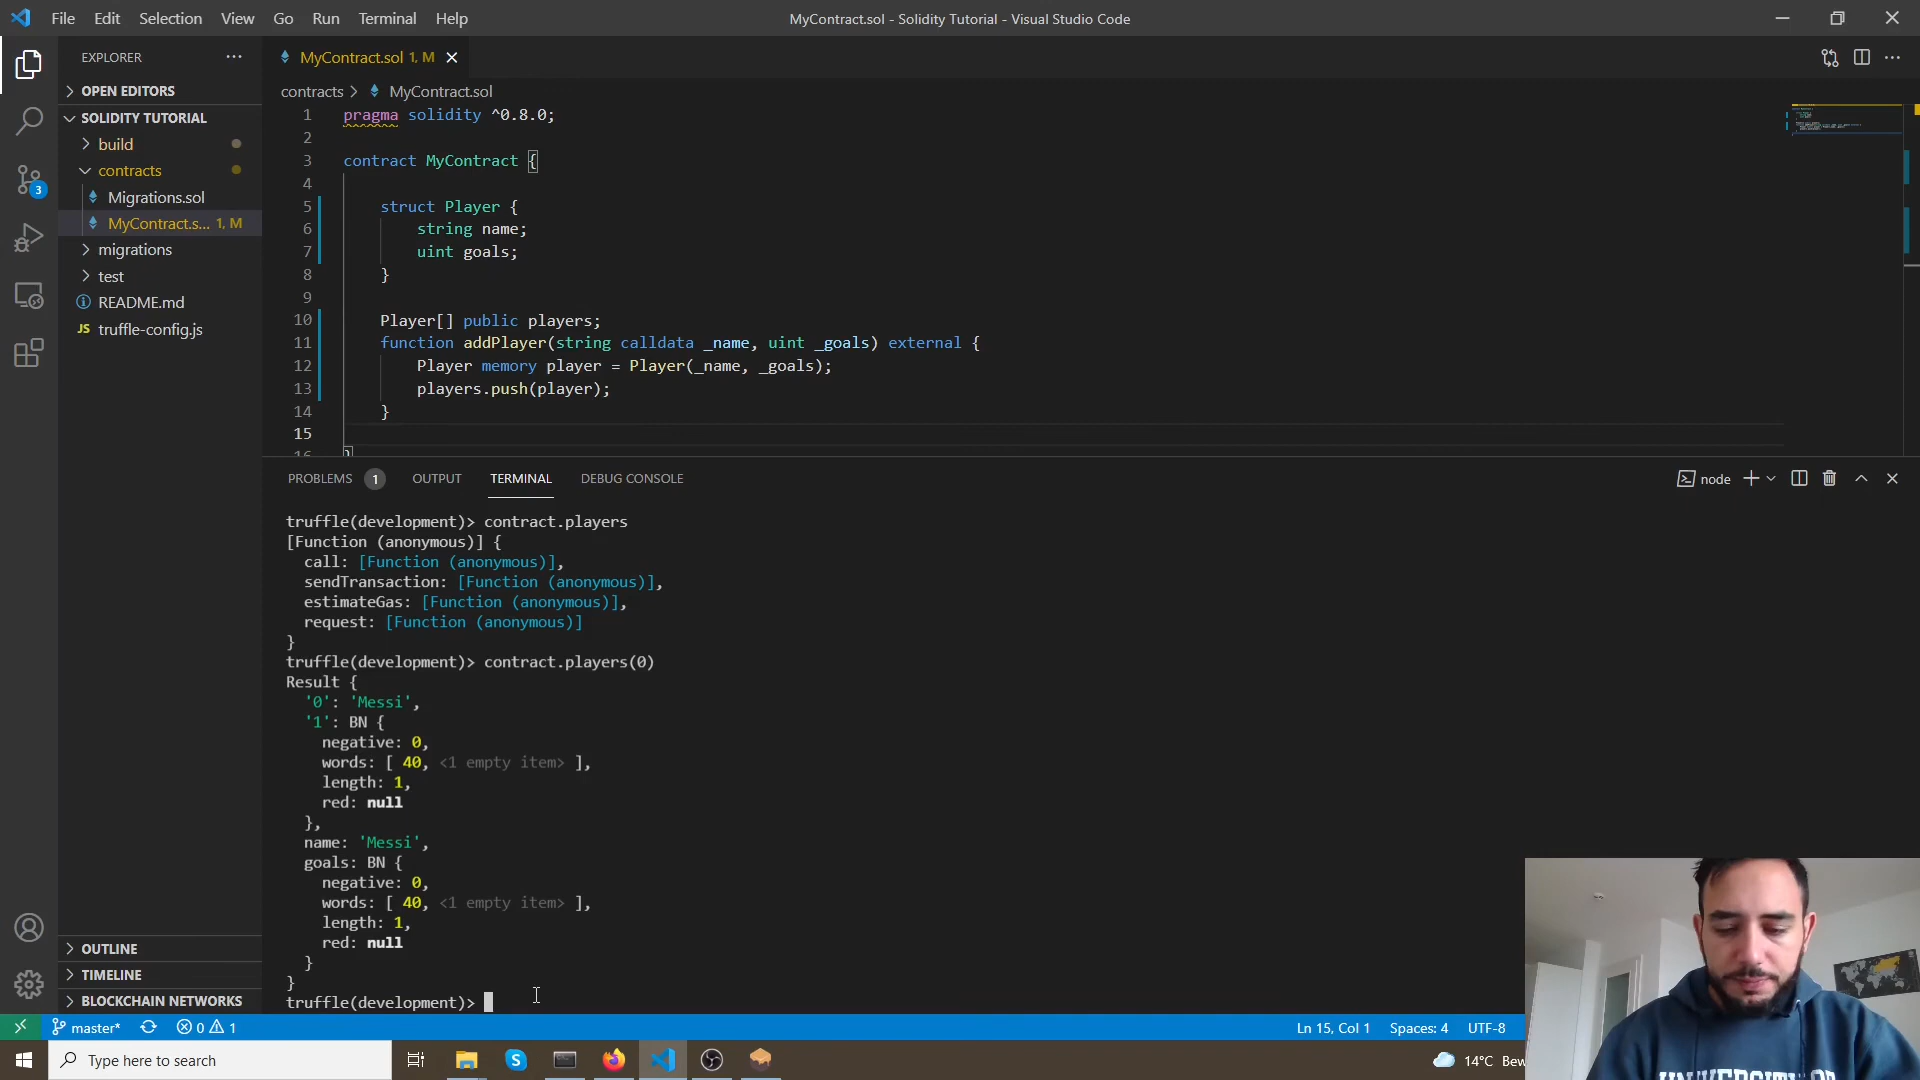 File Edit Selection View Go Run Terminal Help
MyContract.sol - Solidity Tutorial - Visual Studio Code
EXPLORER
OPEN EDITORS
SOLIDITY TUTORIAL
build
contracts
Migrations.sol
MyContract.s... 1, M
migrations
test
README.md
JS truffle-config.js
OUTLINE
TIMELINE
BLOCKCHAIN NETWORKS
3
MyContract.sol 1, M
contracts > MyContract.sol
1 pragma solidity ^0.8.0;
2
3 contract MyContract {
4
5 struct Player {
6 string name;
7 uint goals;
8 }
9
10 Player[] public players;
11 function addPlayer(string calldata _name, uint _goals) external {
12 Player memory player = Player(_name, _goals);
13 players.push(player);
14 }
15
16 }
PROBLEMS 1 OUTPUT TERMINAL DEBUG CONSOLE
node
truffle(development)> contract.players
[Function (anonymous)] {
call: [Function (anonymous)],
sendTransaction: [Function (anonymous)],
estimateGas: [Function (anonymous)],
request: [Function (anonymous)]
}
truffle(development)> contract.players(0)
Result {
'0': 'Messi',
'1': BN {
negative: 0,
words: [ 40, <1 empty item> ],
length: 1,
red: null
},
name: 'Messi',
goals: BN {
negative: 0,
words: [ 40, <1 empty item> ],
length: 1,
red: null
}
}
truffle(development)>
master* 0 1
Ln 15, Col 1 Spaces: 4 UTF-8
Type here to search
14°C Bew